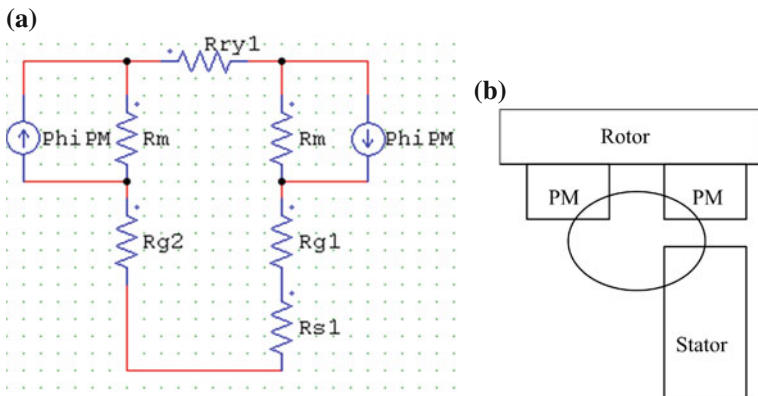 (a)
Rry1
PhiPM
Rm
Rm
PhiPM
Rg2
Rg1
Rs1
(b)
Rotor
PM
PM
Stator